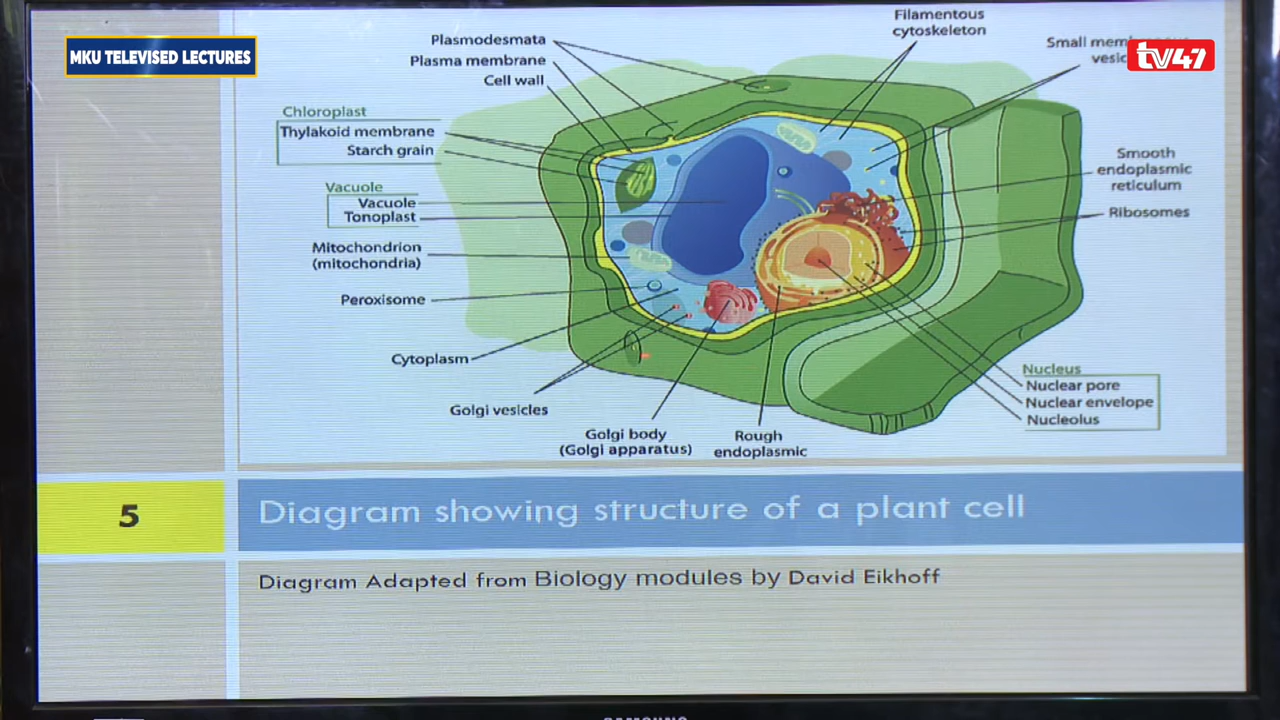 MKU TELEVISED LECTURES
tv47
Filamentous
cytoskeleton
Small
Plasmodesmata
Plasma membrane
Cell wall
Chloroplast
Thylakoid membrane
Starch grain
Vacuole
Vacuole
Tonoplast
Mitochondrion
(mitochondria)
Peroxisome
Cytoplasm
Golgi vesicles
Golgi body
(Golgi apparatus)
Rough
endoplasmic
Smooth
endoplasmic
reticulum
Ribosomes
Nucleus
Nuclear pore
Nuclear envelope
Nucleolus
5
Diagram showing structure of a plant cell
Diagram Adapted from Biology modules by David Eikhoff